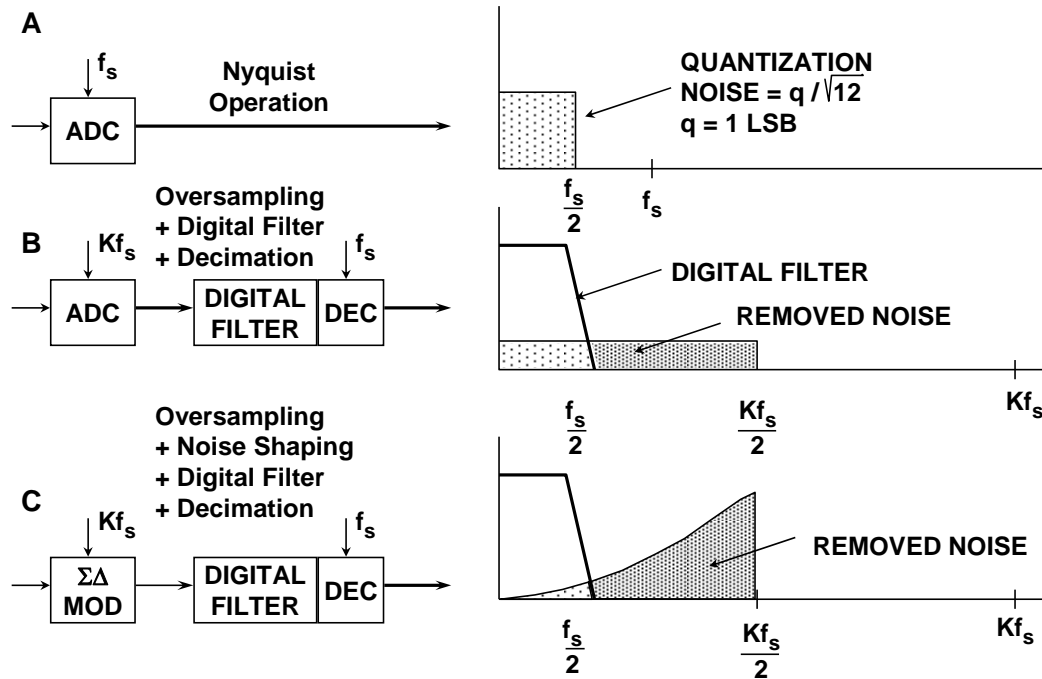 A
f_s
ADC
Nyquist
Operation
QUANTIZATION
NOISE = q / √12
q = 1 LSB
f_s/2
f_s
B
Oversampling
+ Digital Filter
+ Decimation
Kf_s
f_s
ADC
DIGITAL
FILTER
DEC
DIGITAL FILTER
REMOVED NOISE
f_s/2
Kf_s/2
Kf_s
C
Oversampling
+ Noise Shaping
+ Digital Filter
+ Decimation
Kf_s
f_s
ΣΔ
MOD
DIGITAL
FILTER
DEC
REMOVED NOISE
f_s/2
Kf_s/2
Kf_s